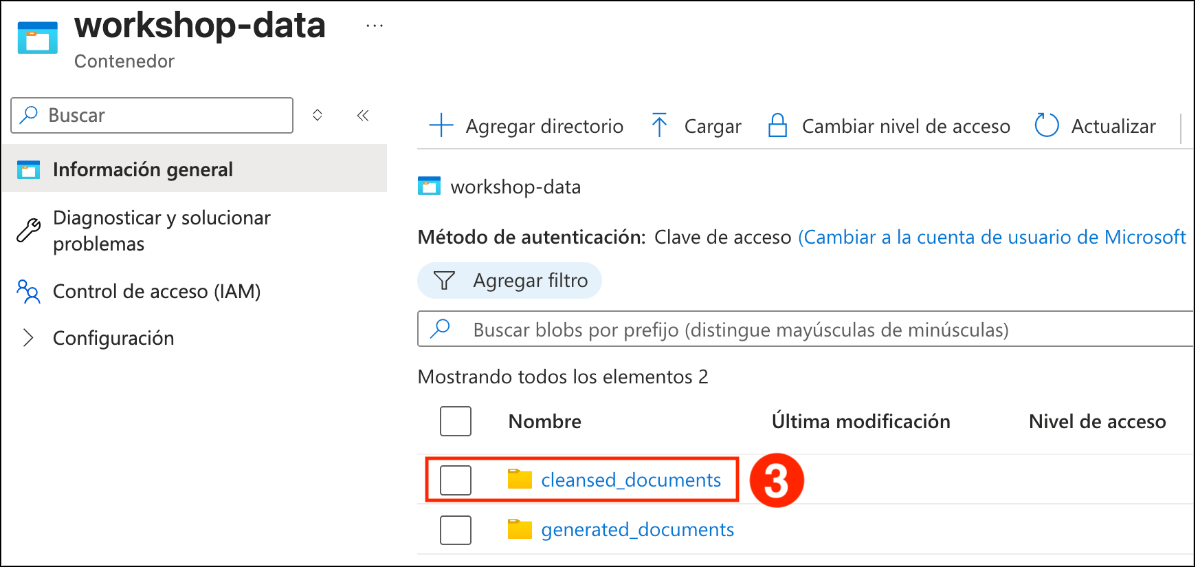 workshop-data ...
Contenedor
Buscar
Información general
Diagnosticar y solucionar
problemas
Control de acceso (IAM)
Configuración
Agregar directorio Cargar Cambiar nivel de acceso Actualizar
workshop-data
Método de autenticación: Clave de acceso (Cambiar a la cuenta de usuario de Microsoft
Agregar filtro
Buscar blobs por prefijo (distingue mayúsculas de minúsculas)
Mostrando todos los elementos 2
Nombre Última modificación Nivel de acceso
cleansed_documents 3
generated_documents